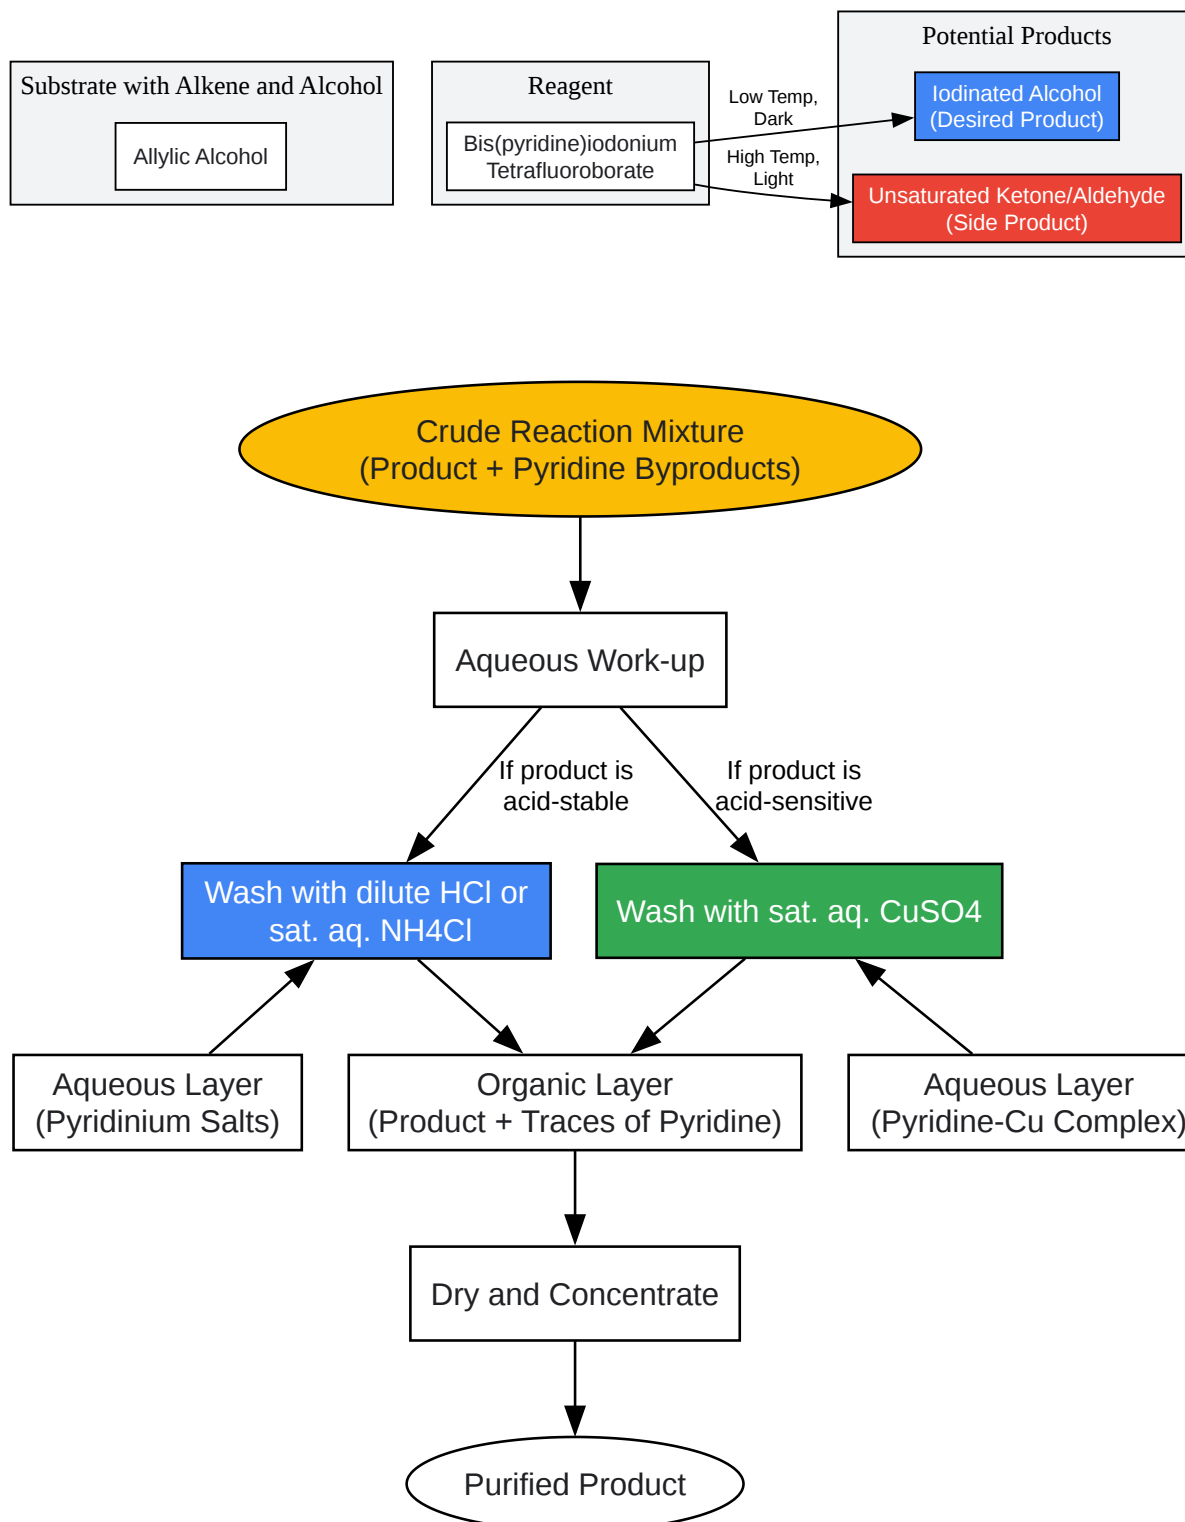 Substrate with Alkene and Alcohol
Allylic Alcohol
Reagent
Bis(pyridine)iodonium
Tetrafluoroborate
Low Temp,
Dark
High Temp,
Light
Potential Products
Iodinated Alcohol
(Desired Product)
Unsaturated Ketone/Aldehyde
(Side Product)
Crude Reaction Mixture
(Product + Pyridine Byproducts)
Aqueous Work-up
If product is
acid-stable
If product is
acid-sensitive
Wash with dilute HCl or
sat. aq. NH4Cl
Wash with sat. aq. CuSO4
Aqueous Layer
(Pyridinium Salts)
Organic Layer
(Product + Traces of Pyridine)
Aqueous Layer
(Pyridine-Cu Complex)
Dry and Concentrate
Purified Product